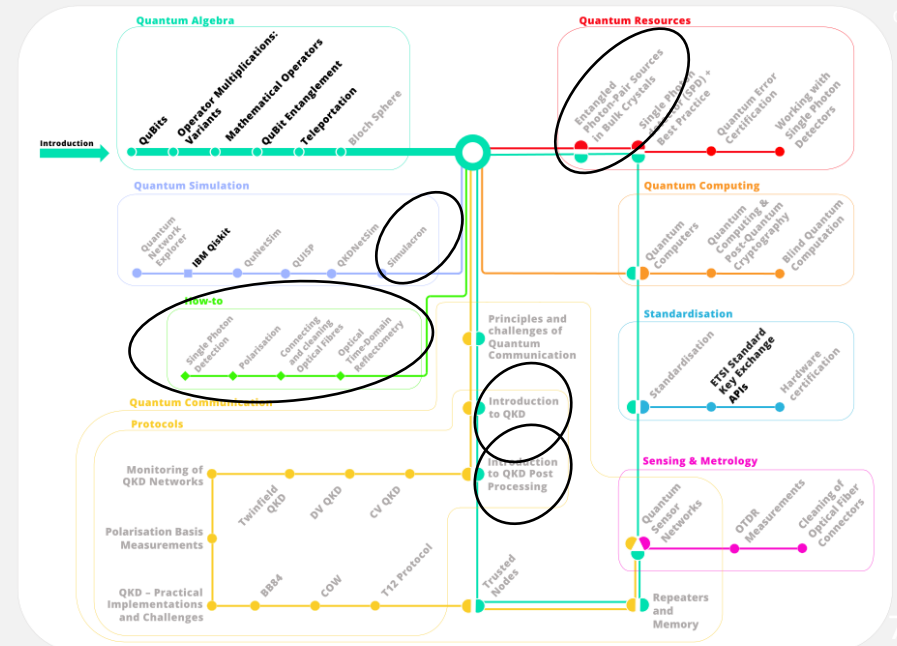 Quantum Algebra
Introduction
QuBits
Operator Multiplications:
Variants
Mathematical Operators
QuBit Entanglement
Teleportation
Bloch Sphere
Quantum Resources
Entangled
Photon-Pair Sources
in Bulk Crystals
Single Photon
(SPD) +
Best Practice
Quantum Error
Certification
Working with
Single Photon
Detectors
Quantum Simulation
Quantum
Network
Explorer
IBM Qiskit
QuNetSim
QUISP
QKDNetSim
Simulacron
Quantum Computing
Quantum
Computers
Quantum
Computing &
Post-Quantum
Cryptography
Blind Quantum
Computation
How-to
Single Photon
Detection
Polarisation
Connecting
and cleaning
Optical Fibres
Optical
Time-Domain
Reflectometry
Principles and
challenges of
Quantum
Communication
Introduction
to QKD
Introduction
to QKD Post
Processing
Standardisation
Standardisation
ETSI Standard
Key Exchange
APIs
Hardware
certification
Quantum Communication
Protocols
Monitoring of
QKD Networks
Twinfield
QKD
DV QKD
CV QKD
Polarisation Basis
Measurements
QKD – Practical
Implementations
and Challenges
BB84
COW
T12 Protocol
Trusted
Nodes
Sensing & Metrology
Quantum
Sensor
Networks
OTDR
Measurements
Cleaning of
Optical Fiber
Connectors
Repeaters
and
Memory